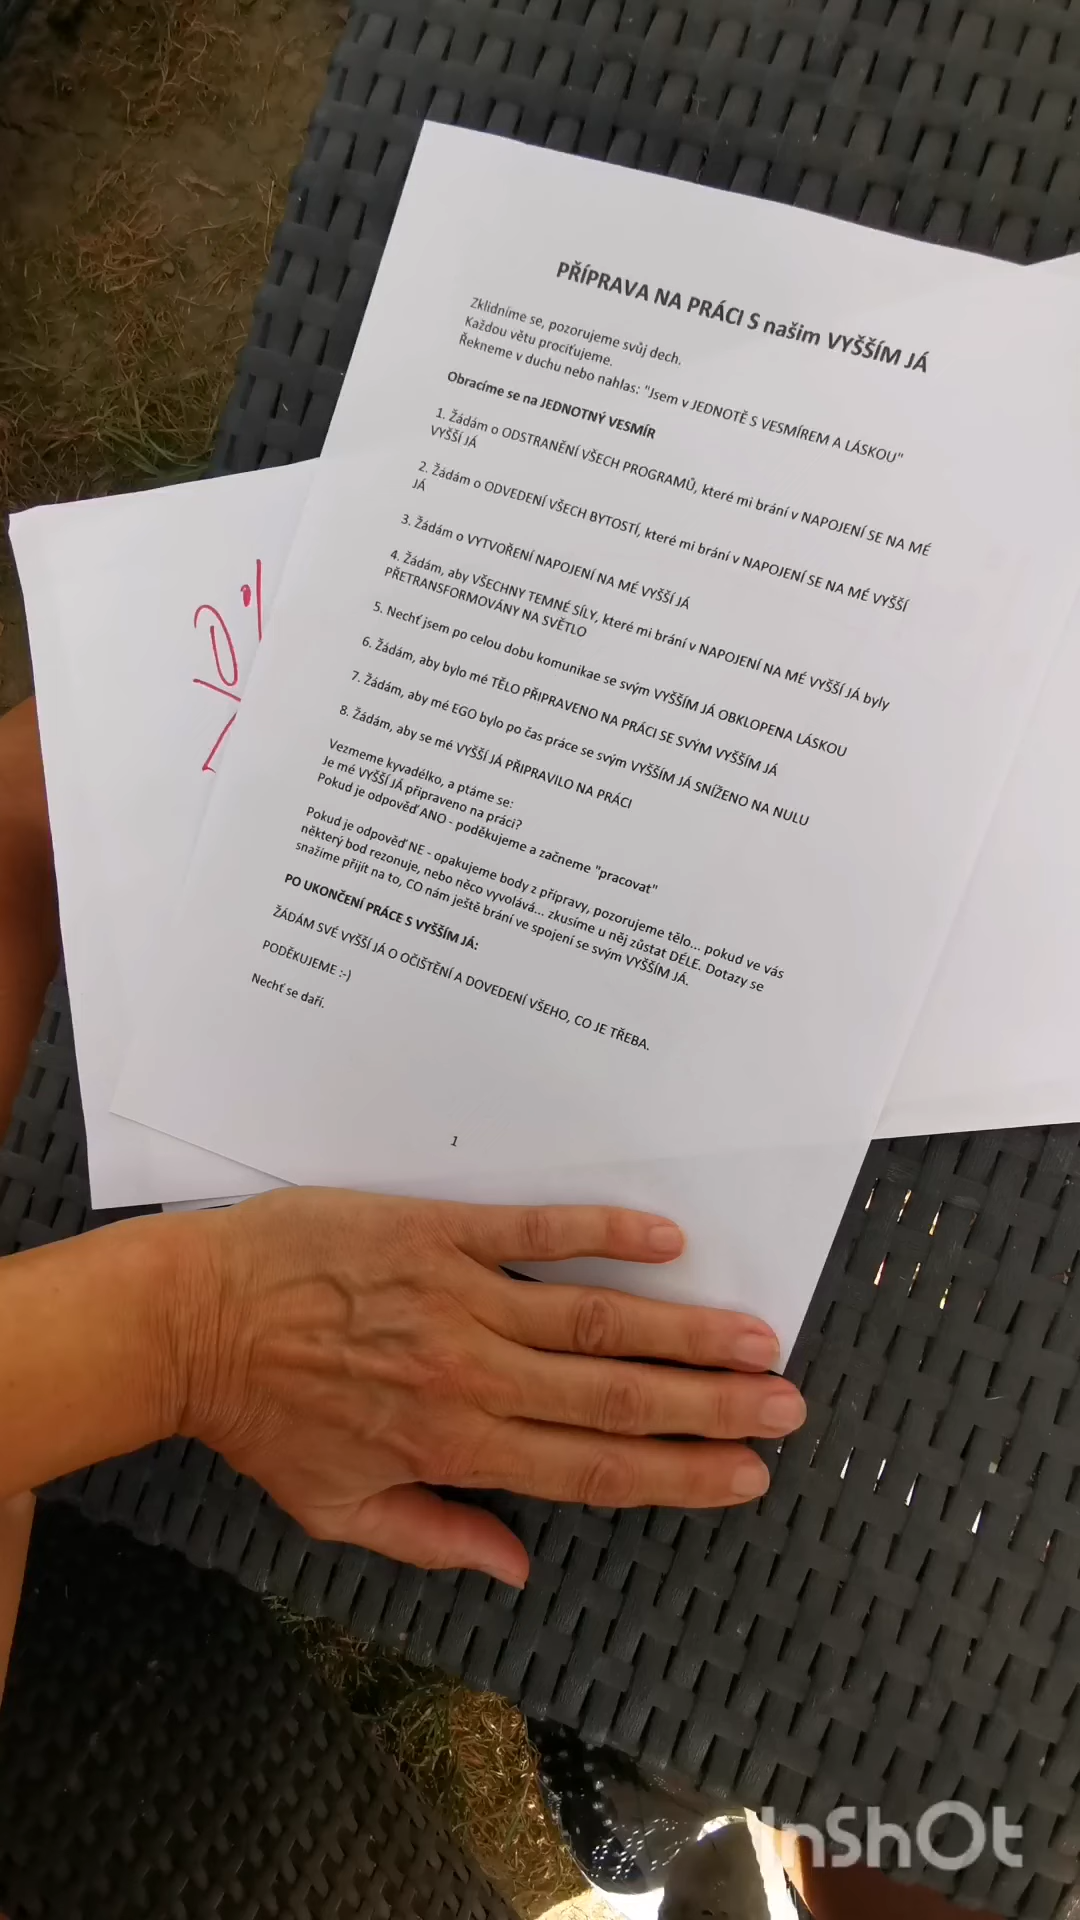 PŘÍPRAVA NA PRÁCI S našim VYŠŠÍM JÁ
Zklidníme se, pozorujeme svůj dech.
Každou větu prociťujeme.
Řekneme v duchu nebo nahlas: "Jsem v JEDNOTĚ S VESMÍREM A LÁSKOU"
Obracíme se na JEDNOTNÝ VESMÍR
1. Žádám o ODSTRANĚNÍ VŠECH PROGRAMŮ, které mi brání v NAPOJENÍ SE NA MÉ
VYŠŠÍ JÁ
2. Žádám o ODVEDENÍ VŠECH BYTOSTÍ, které mi brání v NAPOJENÍ SE NA MÉ VYŠŠÍ
JÁ
3. Žádám o VYTVOŘENÍ NAPOJENÍ NA MÉ VYŠŠÍ JÁ
4. Žádám, aby VŠECHNY TEMNÉ SÍLY, které mi brání v NAPOJENÍ NA MÉ VYŠŠÍ JÁ byly
PŘETRANSFORMOVÁNY NA SVĚTLO
5. Nechť jsem po celou dobu komunikae se svým VYŠŠÍM JÁ OBKLOPENA LÁSKOU
6. Žádám, aby bylo mé TĚLO PŘIPRAVENO NA PRÁCI SE SVÝM VYŠŠÍM JÁ
7. Žádám, aby mé EGO bylo po čas práce se svým VYŠŠÍM JÁ SNÍŽENO NA NULU
8. Žádám, aby se mé VYŠŠÍ JÁ PŘIPRAVILO NA PRÁCI
Vezmeme kyvadélko, a ptáme se:
Je mé VYŠŠÍ JÁ připraveno na práci?
Pokud je odpověď ANO - poděkujeme a začneme "pracovat"
Pokud je odpověď NE - opakujeme body z přípravy, pozorujeme tělo... pokud ve vás
některý bod rezonuje, nebo něco vyvolává... zkusíme u něj zůstat DÉLE. Dotazy se
snažíme přijít na to, CO nám ještě brání ve spojení se svým VYŠŠÍM JÁ.
PO UKONČENÍ PRÁCE S VYŠŠÍM JÁ:
ŽÁDÁM SVÉ VYŠŠÍ JÁ O OČIŠTĚNÍ A DOVEDENÍ VŠEHO, CO JE TŘEBA.
PODĚKUJEME :-)
Nechť se daří.
1
InShOt